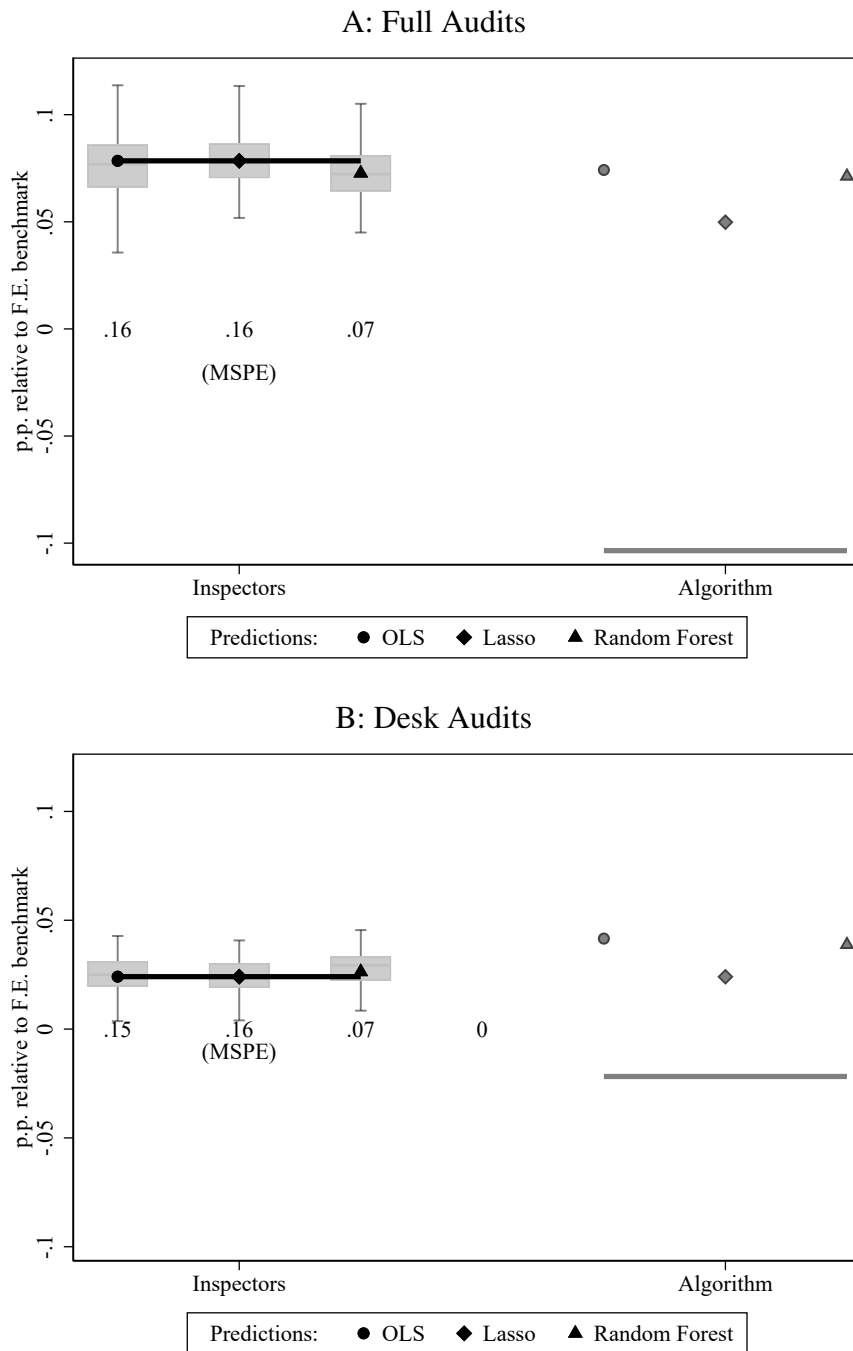 A: Full Audits
p.p. relative to F.E. benchmark
.1
.05
0
-.05
-.1
.16 .16 .07
(MSPE)
Inspectors Algorithm
Predictions: OLS Lasso Random Forest
B: Desk Audits
p.p. relative to F.E. benchmark
.1
.05
0
-.05
-.1
.15 .16 .07 0
(MSPE)
Inspectors Algorithm
Predictions: OLS Lasso Random Forest